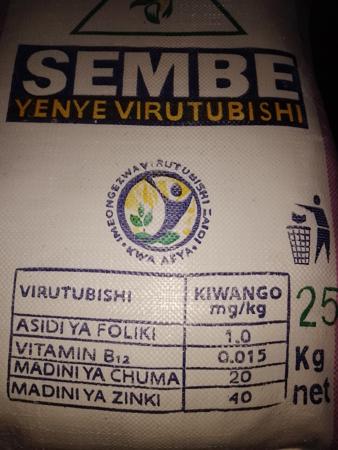 SEMBE
YENYE VIRUTUBISHI
IMEONGEZWA VIRUTUBISHI ZAIDI
KWA AFYA
VIRUTUBISHI KIWANGO mg/kg
ASIDI YA FOLIKI 1.0
VITAMIN B12 0.015
MADINI YA CHUMA 20
MADINI YA ZINKI 40
25
Kg
net